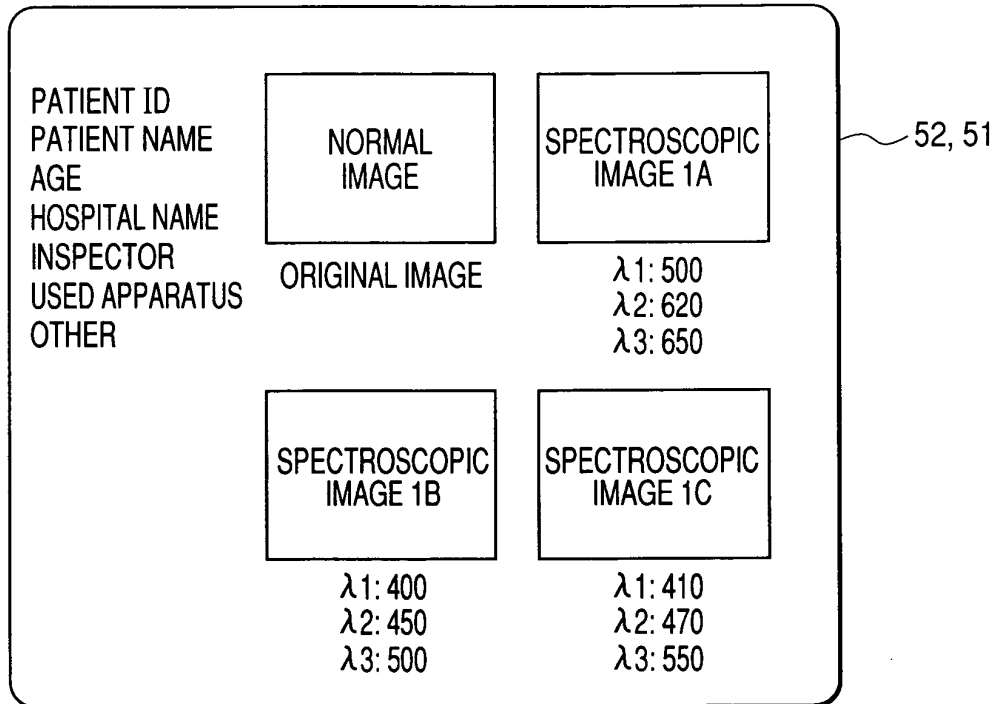 PATIENT ID
PATIENT NAME
AGE
HOSPITAL NAME
INSPECTOR
USED APPARATUS
OTHER
NORMAL
IMAGE
ORIGINAL IMAGE
SPECTROSCOPIC
IMAGE 1A
λ1: 500
λ2: 620
λ3: 650
52, 51
SPECTROSCOPIC
IMAGE 1B
λ1: 400
λ2: 450
λ3: 500
SPECTROSCOPIC
IMAGE 1C
λ1: 410
λ2: 470
λ3: 550